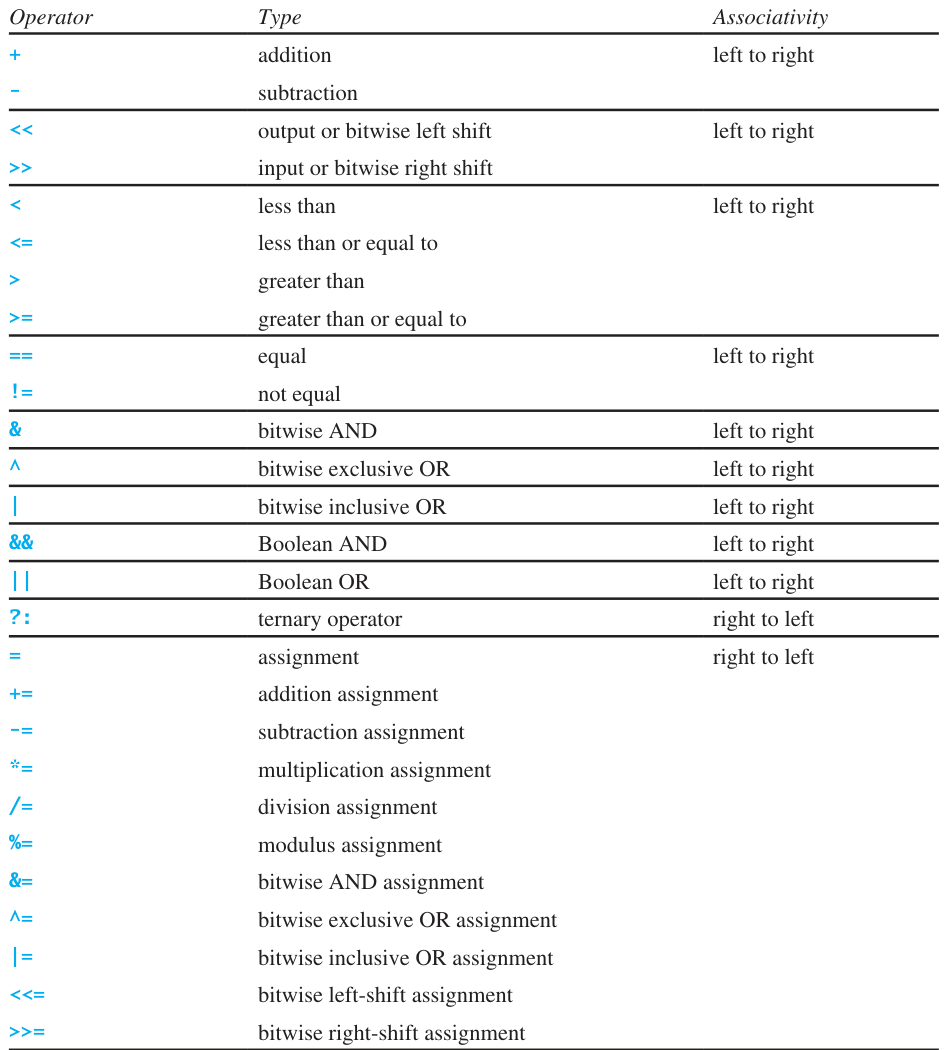 Operator Type Associativity
+ addition left to right
- subtraction
<< output or bitwise left shift left to right
>> input or bitwise right shift
< less than left to right
<= less than or equal to
> greater than
>= greater than or equal to
== equal left to right
!= not equal
& bitwise AND left to right
^ bitwise exclusive OR left to right
| bitwise inclusive OR left to right
&& Boolean AND left to right
|| Boolean OR left to right
?: ternary operator right to left
= assignment right to left
+= addition assignment
-= subtraction assignment
*= multiplication assignment
/= division assignment
%= modulus assignment
&= bitwise AND assignment
^= bitwise exclusive OR assignment
|= bitwise inclusive OR assignment
<<= bitwise left-shift assignment
>>= bitwise right-shift assignment